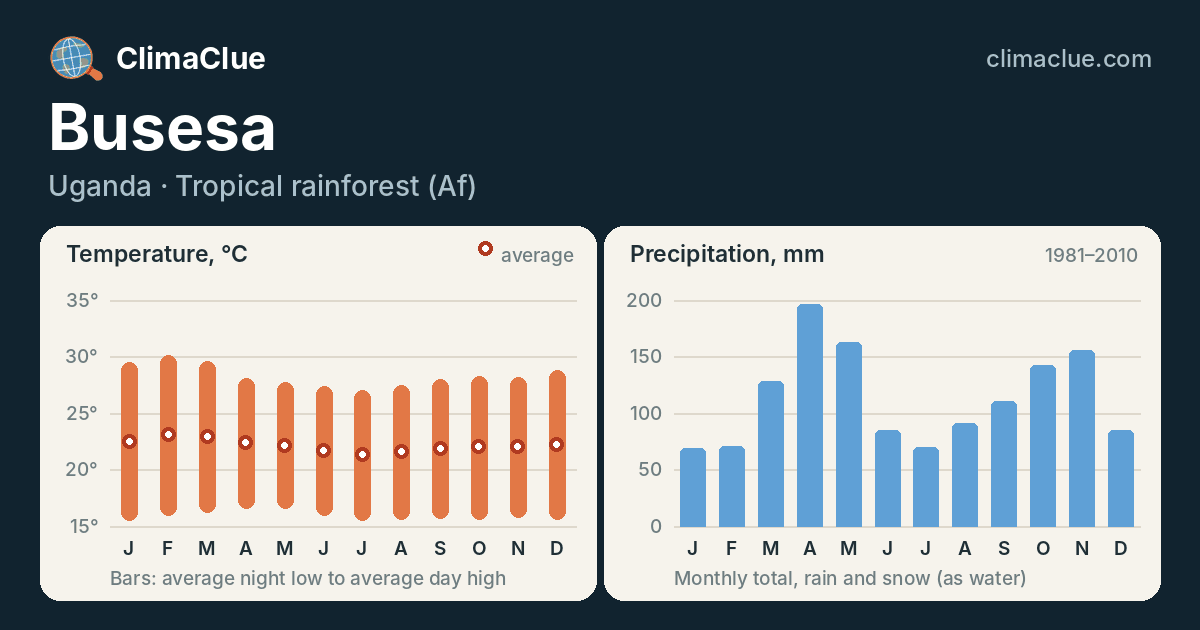 ClimaClue
climaclue.com
Busesa
Uganda · Tropical rainforest (Af)
Temperature, °C
average
35°
30°
25°
20°
15°
J F M A M J J A S O N D
Bars: average night low to average day high
Precipitation, mm
1981–2010
200
150
100
50
0
J F M A M J J A S O N D
Monthly total, rain and snow (as water)